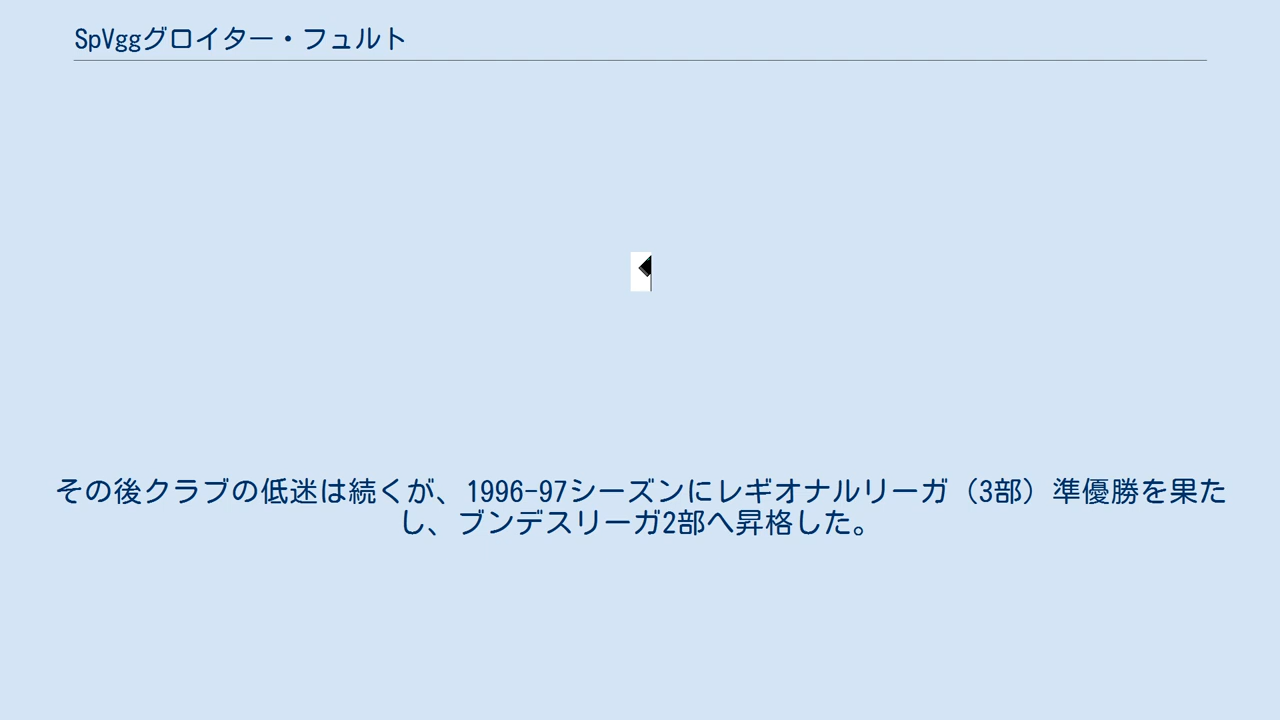 SpVggグロイター・フュルト
その後クラブの低迷は続くが、1996-97シーズンにレギオナルリーガ（3部）準優勝を果た
し、ブンデスリーガ2部へ昇格した。